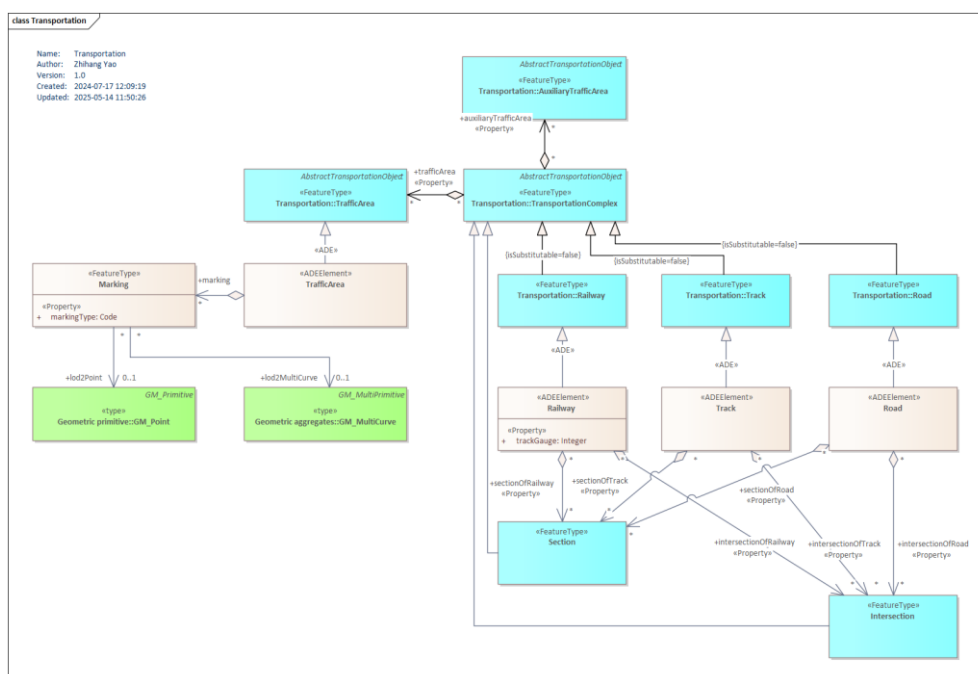 class Transportation
Name: Transportation
Author: Zhihang Yao
Version: 1.0
Created: 2024-07-17 12:09:19
Updated: 2025-05-14 11:50:26
AbstractTransportationObject
«FeatureType»
Transportation::AuxiliaryTrafficArea
+auxiliaryTrafficArea
«Property»
*
*
AbstractTransportationObject
«FeatureType»
Transportation::TrafficArea
+trafficArea
«Property»
*
*
AbstractTransportationObject
«FeatureType»
Transportation::TransportationComplex
«ADE»
{isSubstitutable=false}
{isSubstitutable=false}
{isSubstitutable=false}
«FeatureType»
Marking
«Property»
+ markingType: Code
+marking
*
«ADEElement»
TrafficArea
«FeatureType»
Transportation::Railway
«FeatureType»
Transportation::Track
«FeatureType»
Transportation::Road
*
*
«ADE»
«ADE»
«ADE»
+lod2Point
0..1
+lod2MultiCurve
0..1
GM_Primitive
«type»
Geometric primitive::GM_Point
GM_MultiPrimitive
«type»
Geometric aggregates::GM_MultiCurve
«ADEElement»
Railway
«Property»
+ trackGauge: Integer
«ADEElement»
Track
«ADEElement»
Road
*
*
*
*
*
*
+sectionOfRailway
«Property»
*
+sectionOfTrack
«Property»
*
+sectionOfRoad
«Property»
*
«FeatureType»
Section
+intersectionOfRailway
«Property»
*
+intersectionOfTrack
«Property»
*
+intersectionOfRoad
«Property»
*
«FeatureType»
Intersection